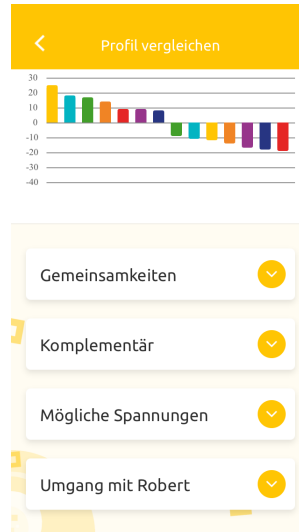 Profil vergleichen
30
20
10
0
-10
-20
-30
-40
Gemeinsamkeiten
Komplementär
Mögliche Spannungen
Umgang mit Robert